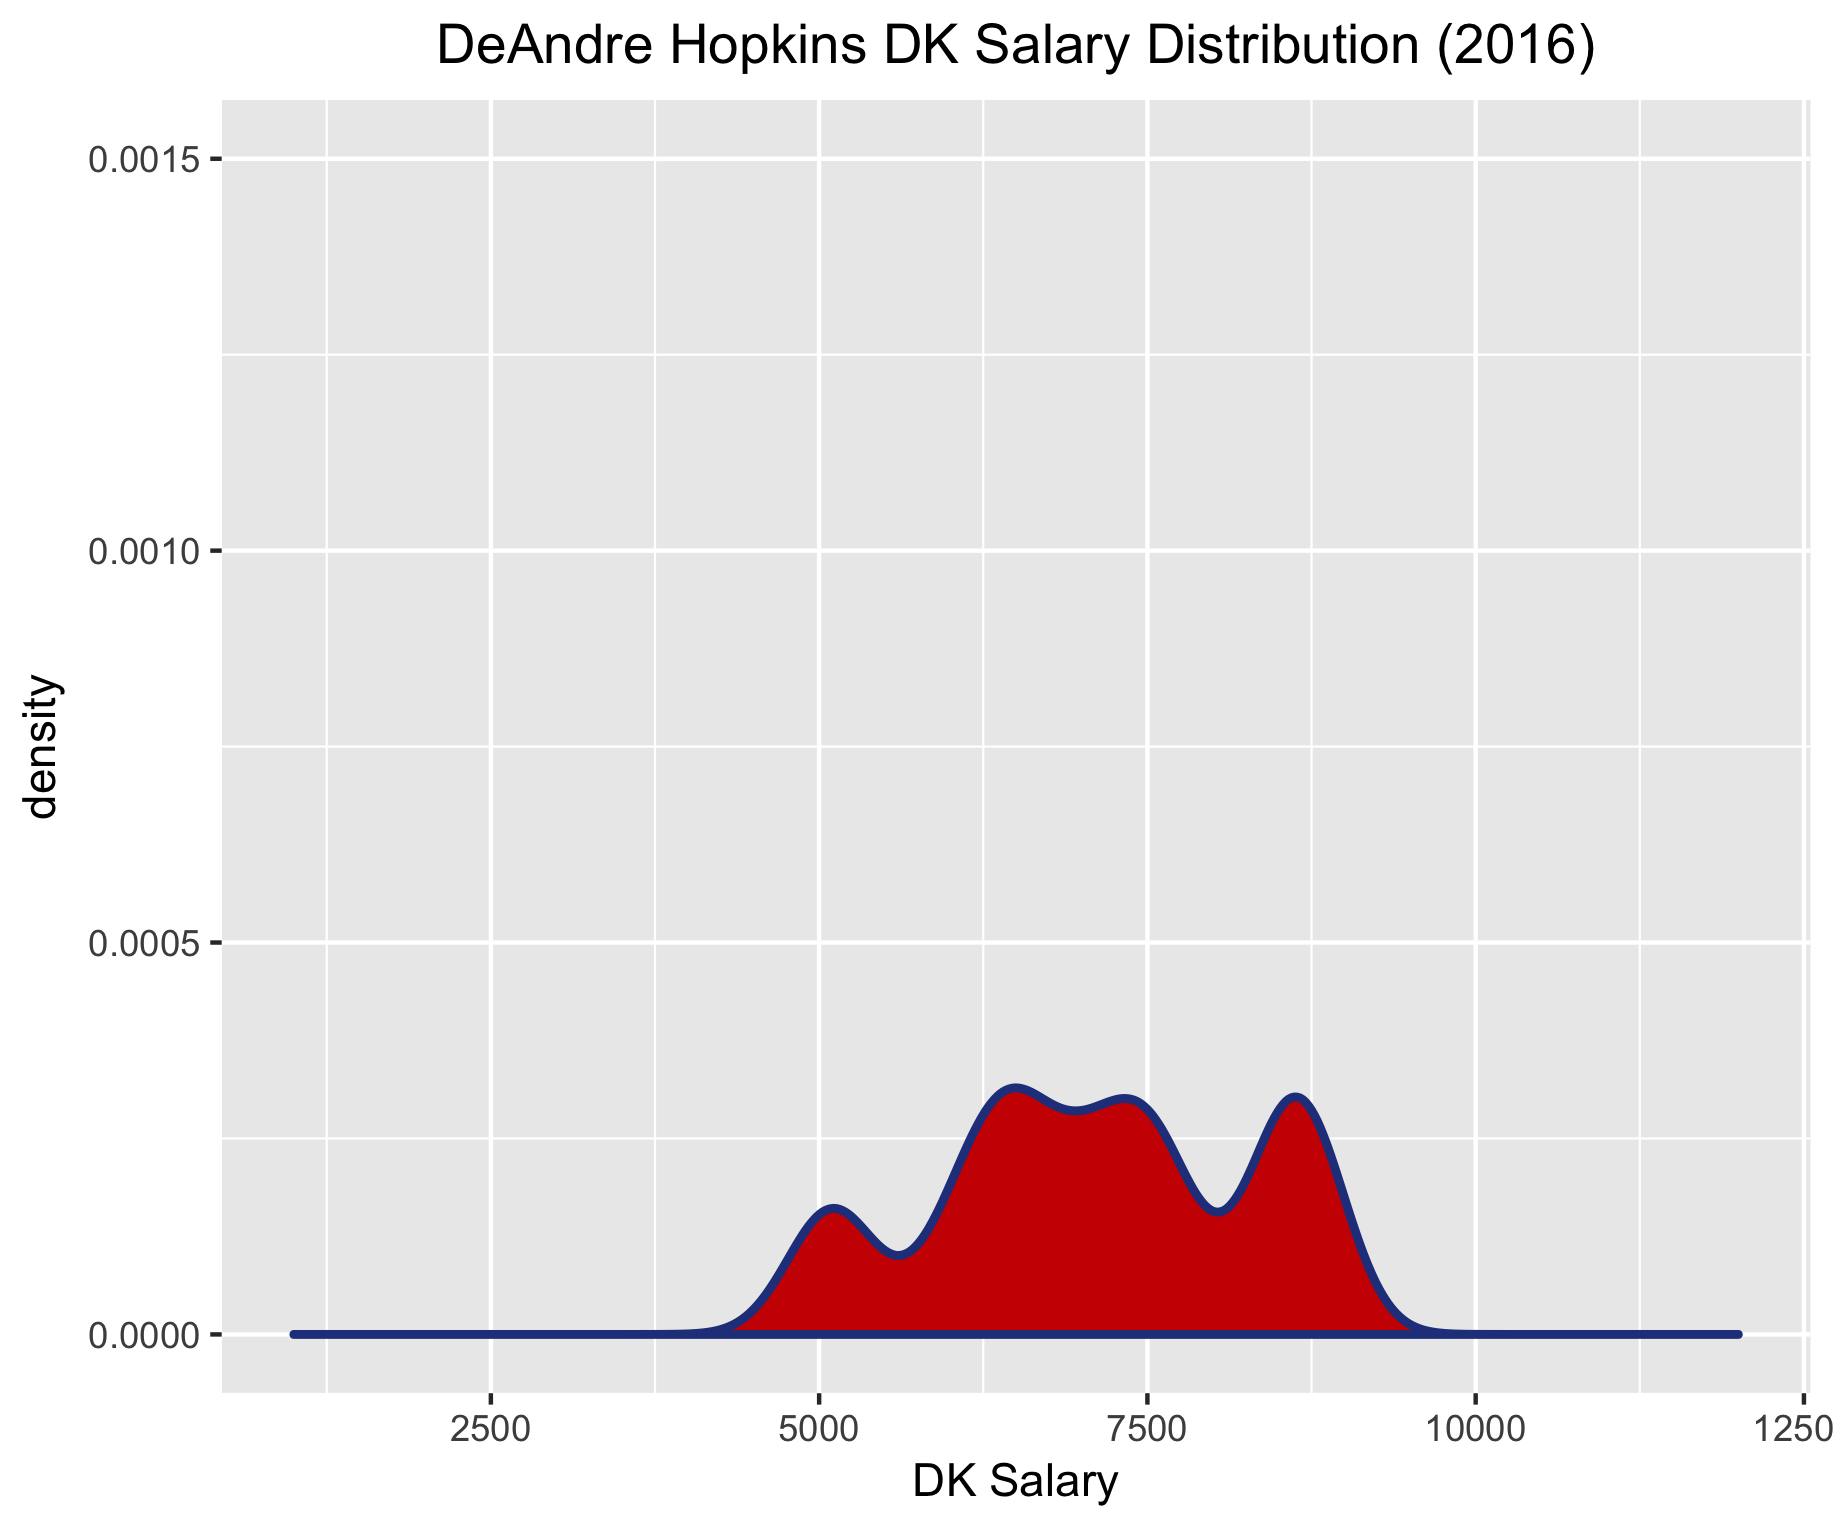 DeAndre Hopkins DK Salary Distribution (2016)
0.0015
0.0010
0.0005
0.0000
density
2500 5000 7500 10000 1250
DK Salary